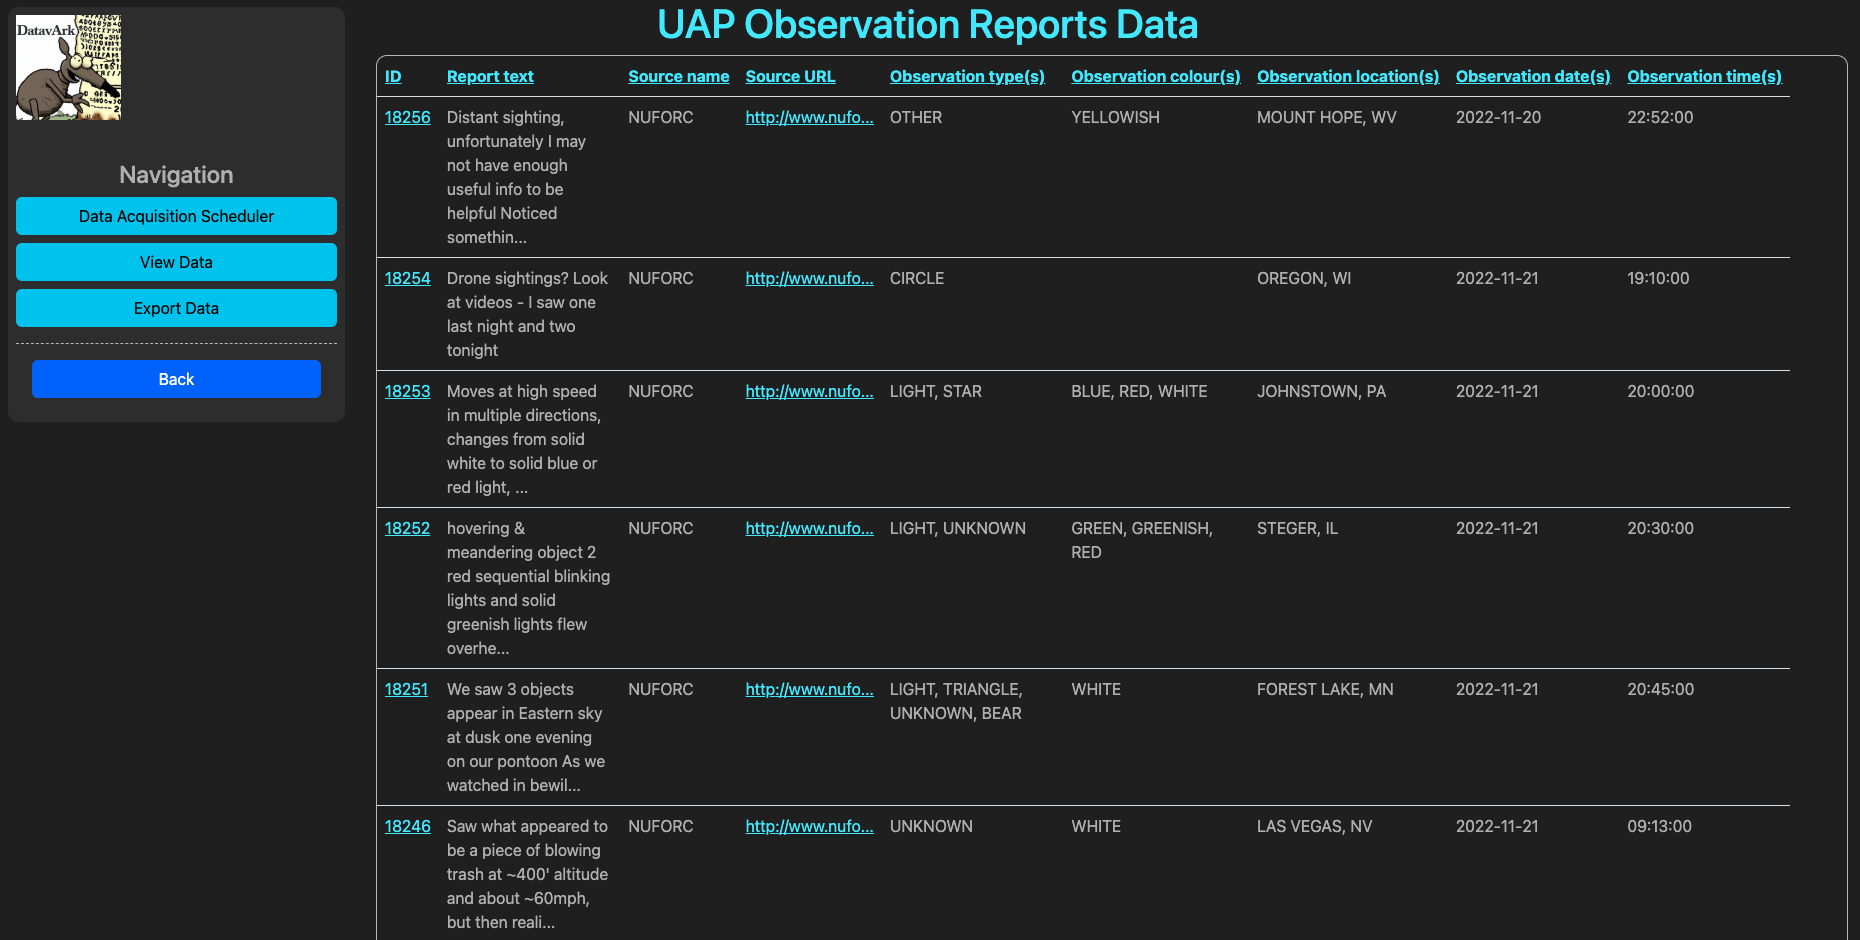 DatavArk
Navigation
Data Acquisition Scheduler
View Data
Export Data
Back
UAP Observation Reports Data
ID Report text Source name Source URL Observation type(s) Observation colour(s) Observation location(s) Observation date(s) Observation time(s)
18256 Distant sighting, NUFORC http://www.nufo... OTHER YELLOWISH MOUNT HOPE, WV 2022-11-20 22:52:00
unfortunately I may
not have enough
useful info to be
helpful Noticed
somethin...
18254 Drone sightings? Look NUFORC http://www.nufo... CIRCLE OREGON, WI 2022-11-21 19:10:00
at videos - I saw one
last night and two
tonight
18253 Moves at high speed NUFORC http://www.nufo... LIGHT, STAR BLUE, RED, WHITE JOHNSTOWN, PA 2022-11-21 20:00:00
in multiple directions,
changes from solid
white to solid blue or
red light, ...
18252 hovering & NUFORC http://www.nufo... LIGHT, UNKNOWN GREEN, GREENISH, STEGER, IL 2022-11-21 20:30:00
meandering object 2 RED
red sequential blinking
lights and solid
greenish lights flew
overhe...
18251 We saw 3 objects NUFORC http://www.nufo... LIGHT, TRIANGLE, WHITE FOREST LAKE, MN 2022-11-21 20:45:00
appear in Eastern sky UNKNOWN, BEAR
at dusk one evening
on our pontoon As we
watched in bewil...
18246 Saw what appeared to NUFORC http://www.nufo... UNKNOWN WHITE LAS VEGAS, NV 2022-11-21 09:13:00
be a piece of blowing
trash at ~400' altitude
and about ~60mph,
but then reali...